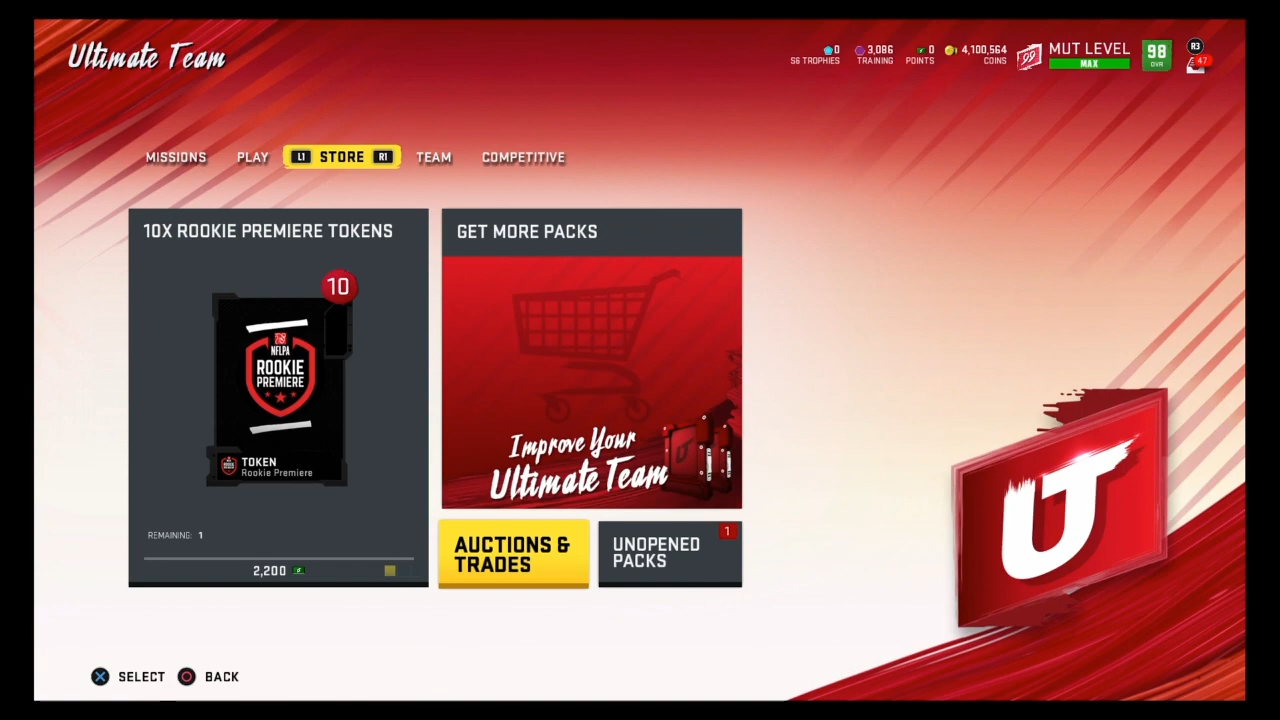 Ultimate Team
0
S6 TROPHIES
3,086
TRAINING
0
POINTS
4,100,564
COINS
99
MUT LEVEL
MAX
98
OVR
R3
47
MISSIONS
PLAY
L1 STORE R1
TEAM
COMPETITIVE
10X ROOKIE PREMIERE TOKENS
10
NFLPA
ROOKIE
PREMIERE
TOKEN
Rookie Premiere
REMAINING: 1
2,200
GET MORE PACKS
Improve Your
Ultimate Team
AUCTIONS &
TRADES
UNOPENED
PACKS
1
UT
SELECT
BACK